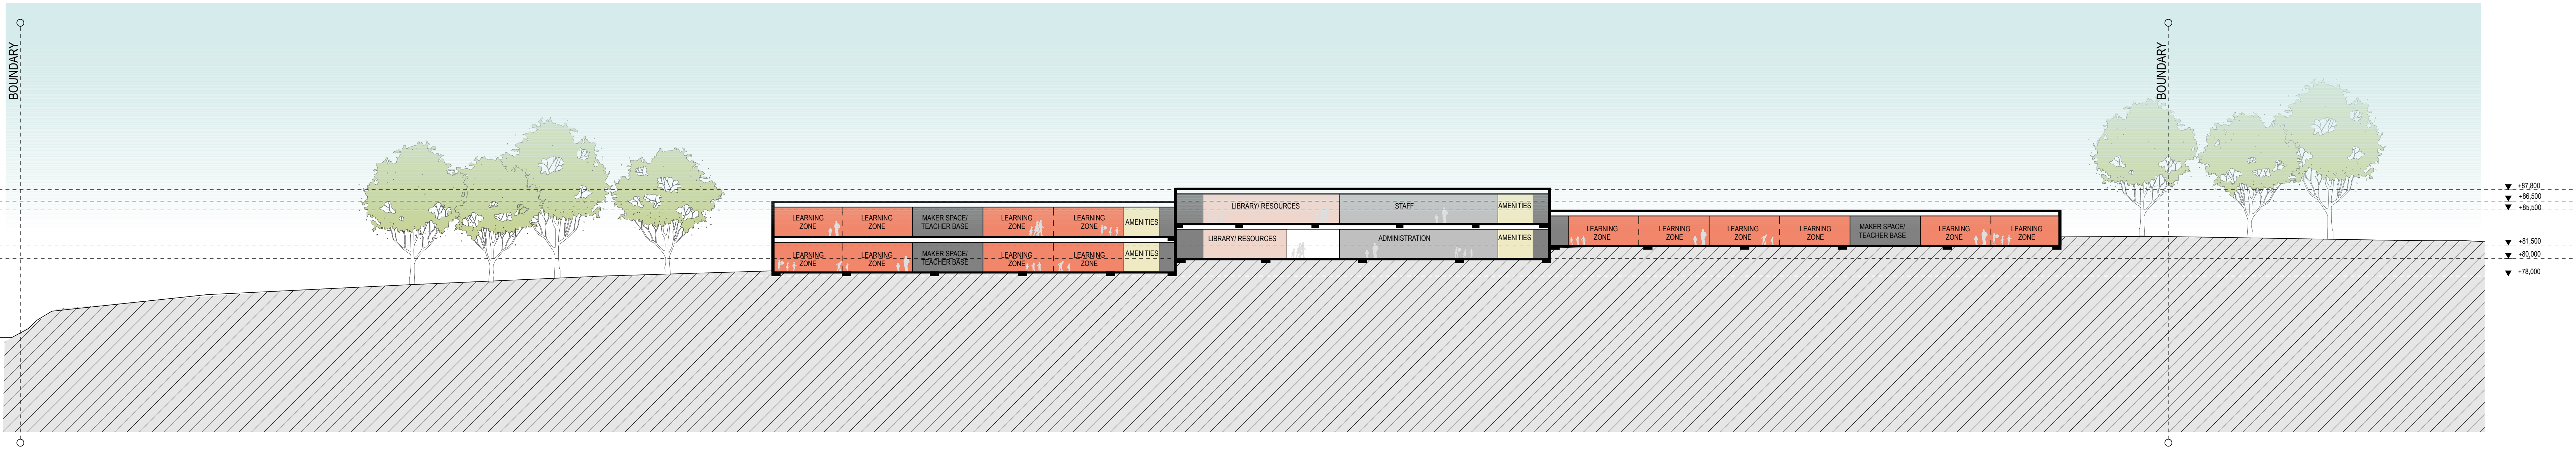 BOUNDARY
BOUNDARY
+87,800
+86,500
+85,500
LIBRARY/ RESOURCES
STAFF
AMENITIES
LEARNING
ZONE
LEARNING
ZONE
MAKER SPACE/
TEACHER BASE
LEARNING
ZONE
LEARNING
ZONE
AMENITIES
LIBRARY/ RESOURCES
ADMINISTRATION
AMENITIES
LEARNING
ZONE
LEARNING
ZONE
LEARNING
ZONE
LEARNING
ZONE
MAKER SPACE/
TEACHER BASE
LEARNING
ZONE
LEARNING
ZONE
LEARNING
ZONE
LEARNING
ZONE
MAKER SPACE/
TEACHER BASE
LEARNING
ZONE
LEARNING
ZONE
AMENITIES
+81,500
+80,000
+78,000